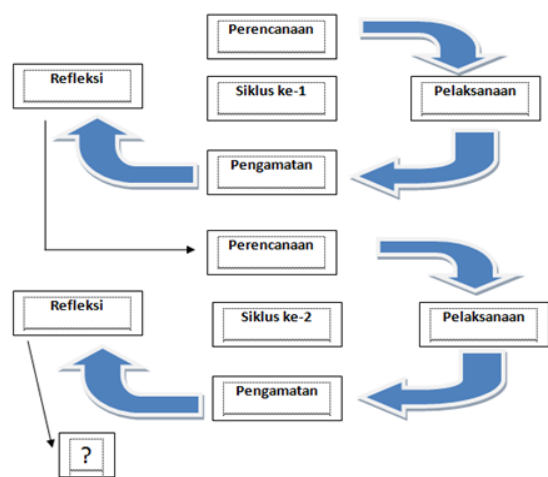 Perencanaan
Refleksi
Siklus ke-1
Pelaksanaan
Pengamatan
Perencanaan
Refleksi
Siklus ke-2
Pelaksanaan
Pengamatan
?